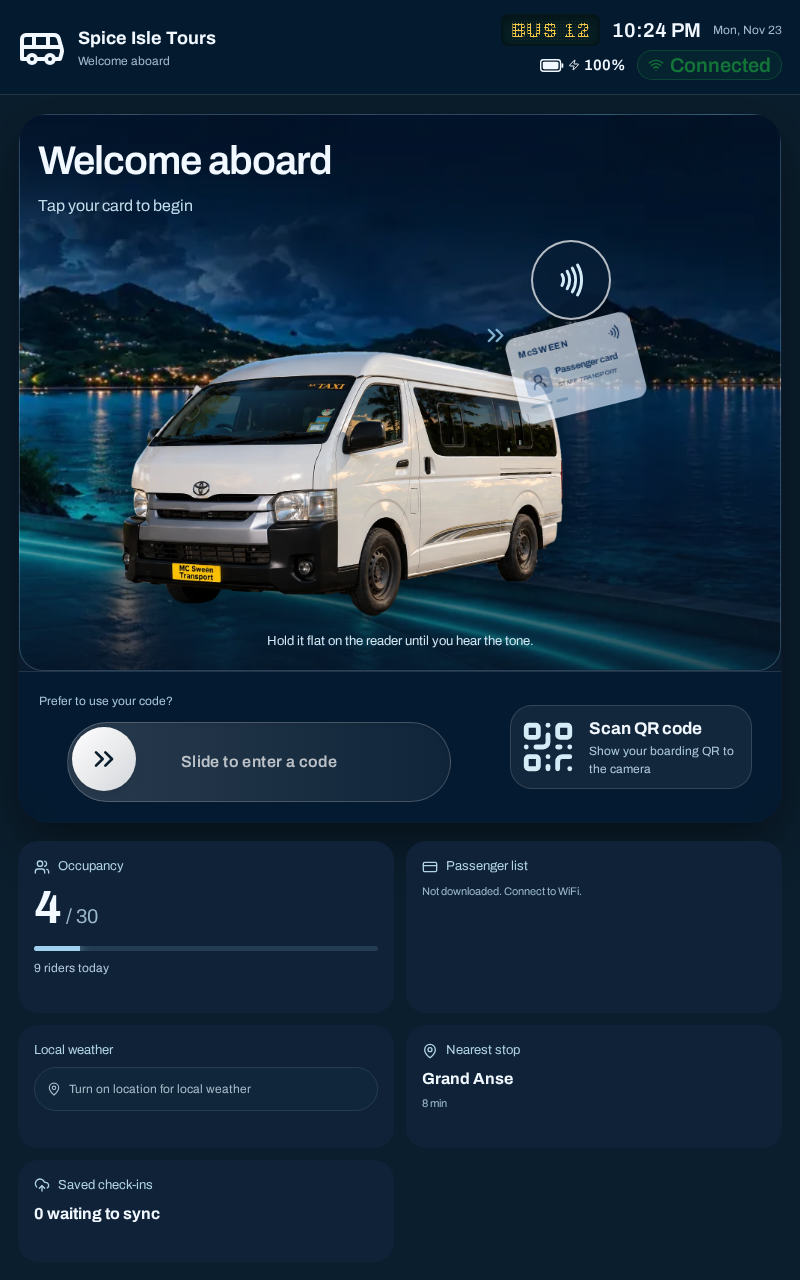 Spice Isle Tours
Welcome aboard
BUS 12
10:24 PM
Mon, Nov 23
100%
Connected
Welcome aboard
Tap your card to begin
McSWEEN
Passenger card
STAFF TRANSPORT
TAXI
MC Sween
Transport
Hold it flat on the reader until you hear the tone.
Prefer to use your code?
Slide to enter a code
Scan QR code
Show your boarding QR to
the camera
Occupancy
4 / 30
9 riders today
Passenger list
Not downloaded. Connect to WiFi.
Local weather
Turn on location for local weather
Nearest stop
Grand Anse
8 min
Saved check-ins
0 waiting to sync